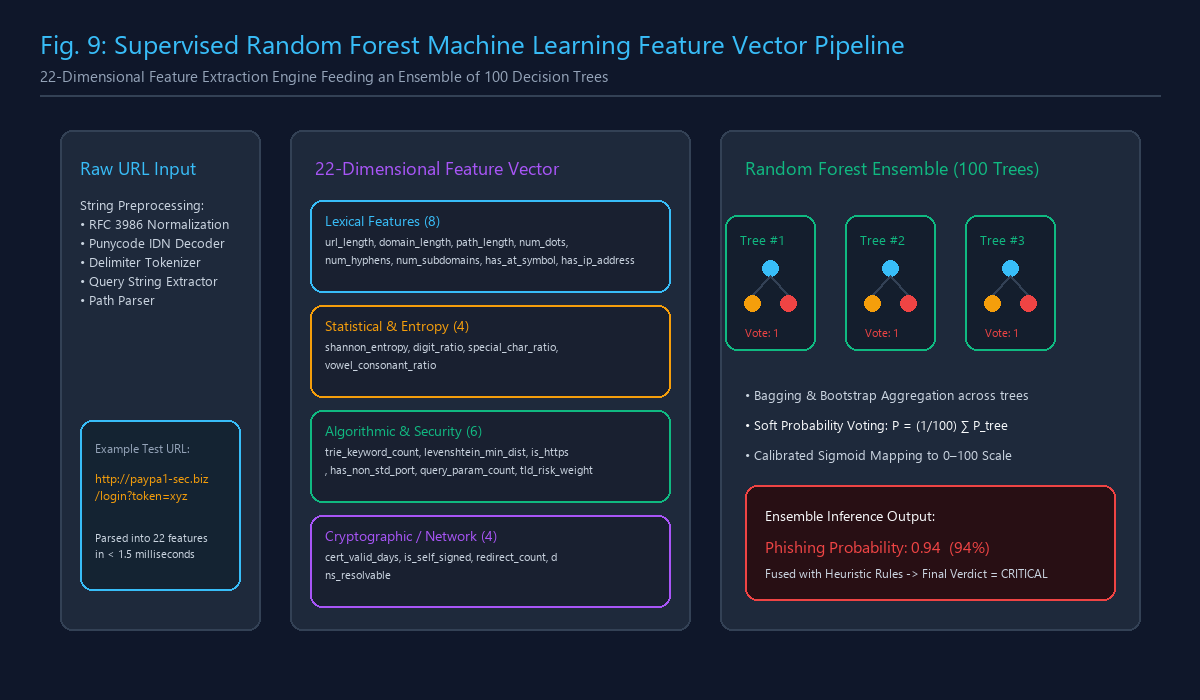 Fig. 9: Supervised Random Forest Machine Learning Feature Vector Pipeline
22-Dimensional Feature Extraction Engine Feeding an Ensemble of 100 Decision Trees
Raw URL Input
String Preprocessing:
• RFC 3986 Normalization
• Punycode IDN Decoder
• Delimiter Tokenizer
• Query String Extractor
• Path Parser
Example Test URL:
http://paypa1-sec.biz
/login?token=xyz
Parsed into 22 features
in < 1.5 milliseconds
22-Dimensional Feature Vector
Lexical Features (8)
url_length, domain_length, path_length, num_dots,
num_hyphens, num_subdomains, has_at_symbol, has_ip_address
Statistical & Entropy (4)
shannon_entropy, digit_ratio, special_char_ratio,
vowel_consonant_ratio
Algorithmic & Security (6)
trie_keyword_count, levenshtein_min_dist, is_https
, has_non_std_port, query_param_count, tld_risk_weight
Cryptographic / Network (4)
cert_valid_days, is_self_signed, redirect_count, d
ns_resolvable
Random Forest Ensemble (100 Trees)
Tree #1
Vote: 1
Tree #2
Vote: 1
Tree #3
Vote: 1
• Bagging & Bootstrap Aggregation across trees
• Soft Probability Voting: P = (1/100) ∑ P_tree
• Calibrated Sigmoid Mapping to 0–100 Scale
Ensemble Inference Output:
Phishing Probability: 0.94  (94%)
Fused with Heuristic Rules -> Final Verdict = CRITICAL